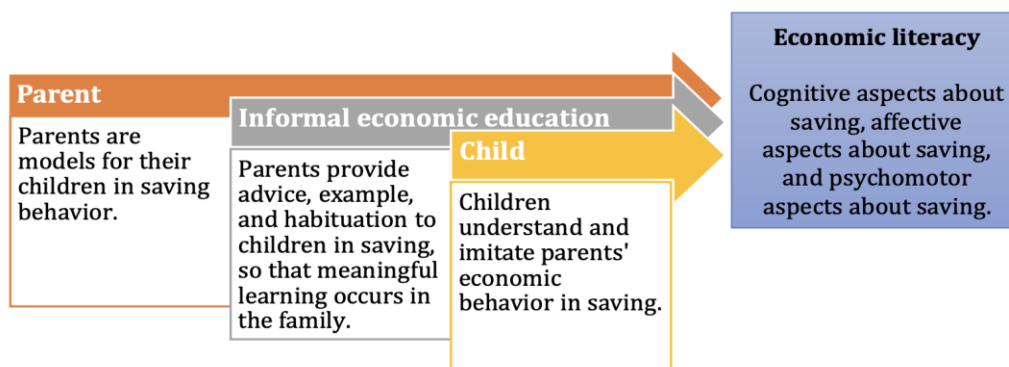 Parent
Parents are
models for their
children in saving
behavior.
Informal economic education
Parents provide
advice, example,
and habituation to
children in saving,
so that meaningful
learning occurs in
the family.
Child
Children
understand and
imitate parents'
economic
behavior in saving.
Economic literacy
Cognitive aspects about
saving, affective
aspects about saving,
and psychomotor
aspects about saving.